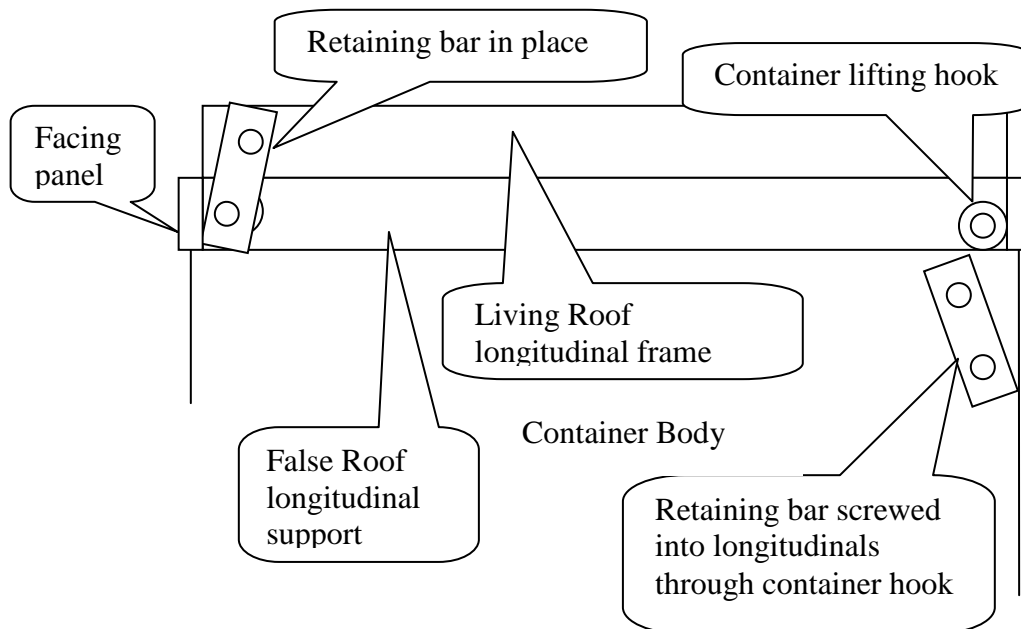 Retaining bar in place
Container lifting hook
Facing
panel
Living Roof
longitudinal frame
Container Body
False Roof
longitudinal
support
Retaining bar screwed
into longitudinals
through container hook